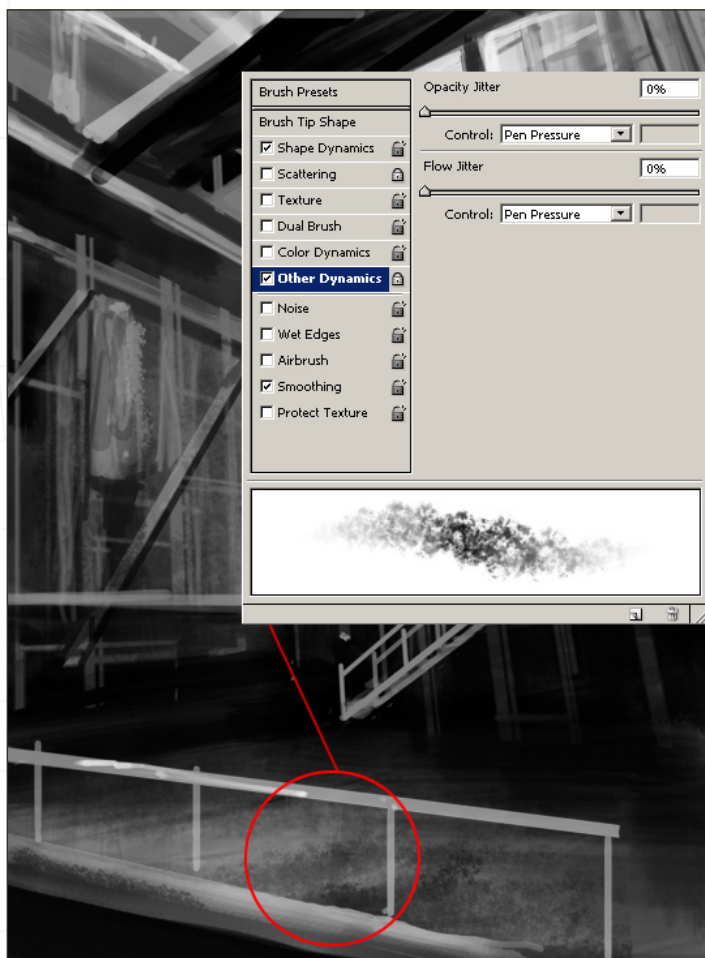 Brush Presets
Brush Tip Shape
Shape Dynamics
Scattering
Texture
Dual Brush
Color Dynamics
Other Dynamics
Noise
Wet Edges
Airbrush
Smoothing
Protect Texture
Opacity Jitter 0%
Control: Pen Pressure
Flow Jitter 0%
Control: Pen Pressure